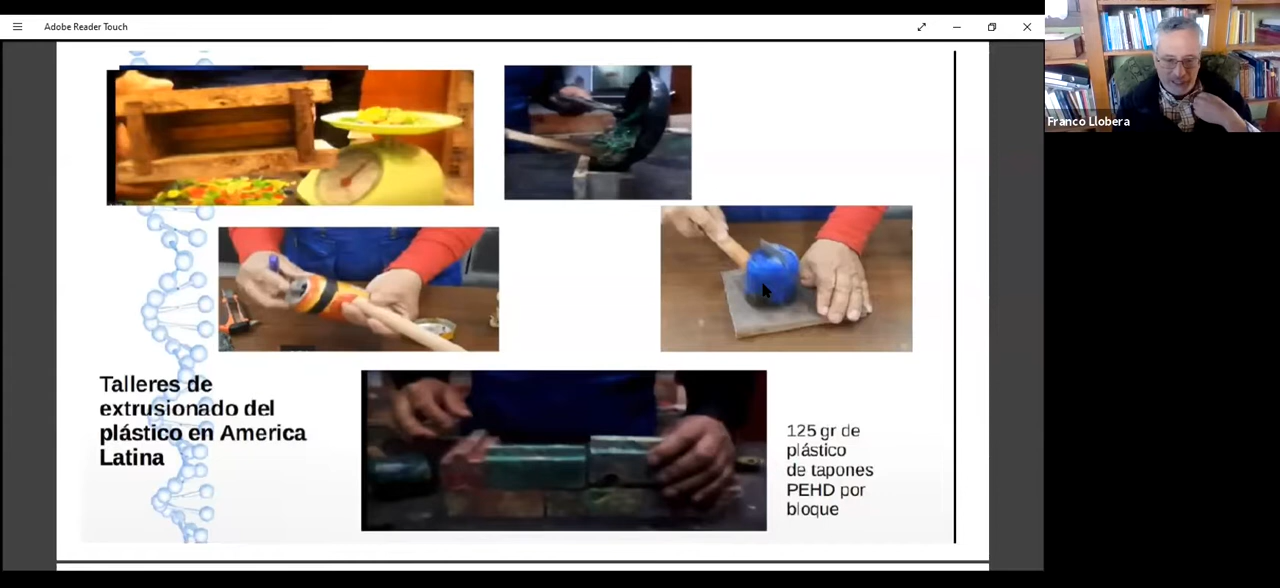 Adobe Reader Touch
Franco Llobera
Talleres de
extrusionado del
plástico en America
Latina
125 gr de
plástico
de tapones
PEHD por
bloque